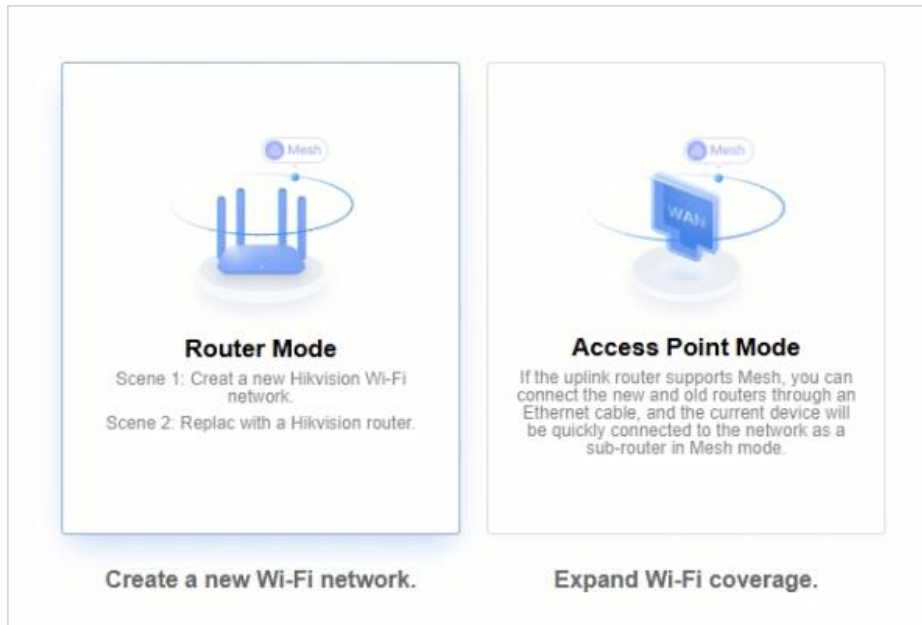 Mesh
Router Mode
Scene 1: Creat a new Hikvision Wi-Fi
network.
Scene 2: Replac with a Hikvision router.
Create a new Wi-Fi network.
Mesh
WAN
Access Point Mode
If the uplink router supports Mesh, you can
connect the new and old routers through an
Ethernet cable, and the current device will
be quickly connected to the network as a
sub-router in Mesh mode.
Expand Wi-Fi coverage.